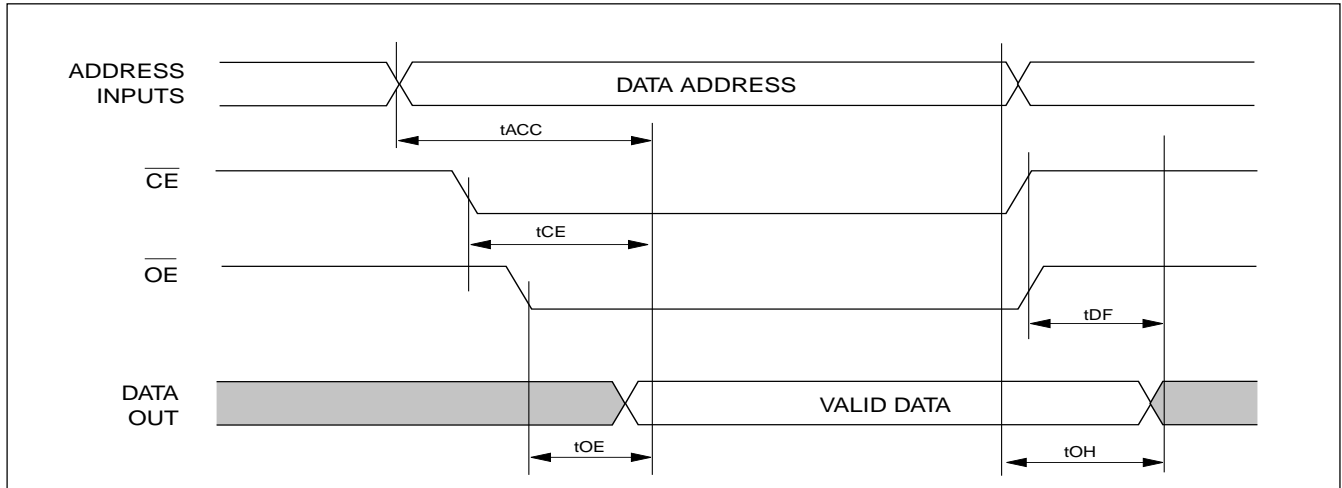 ADDRESS
INPUTS
DATA ADDRESS
tACC
CE
tCE
OE
tDF
DATA
OUT
VALID DATA
tOE
tOH